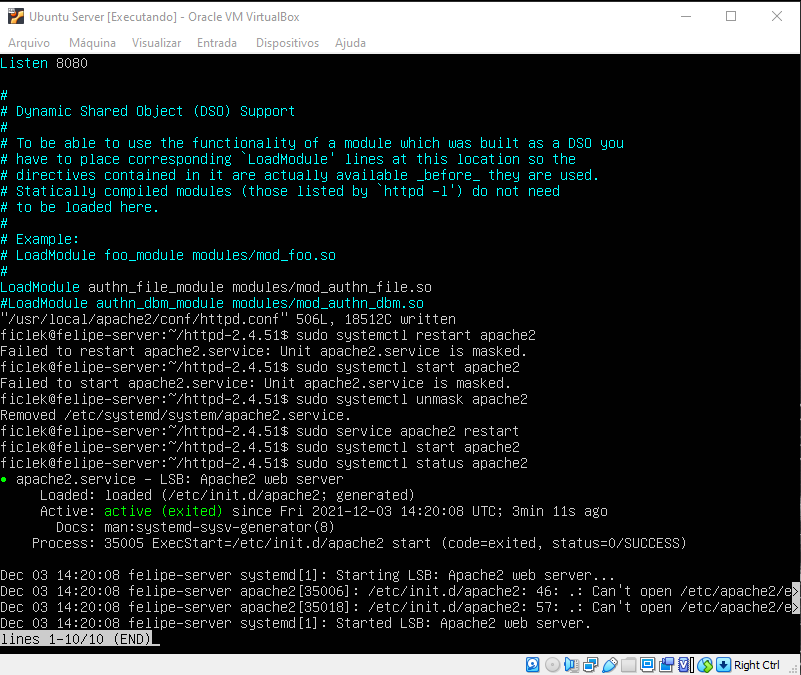 Ubuntu Server [Executando] - Oracle VM VirtualBox
Arquivo Máquina Visualizar Entrada Dispositivos Ajuda
Listen 8080
#
# Dynamic Shared Object (DSO) Support
#
# To be able to use the functionality of a module which was built as a DSO you
# have to place corresponding `LoadModule' lines at this location so the
# directives contained in it are actually available _before_ they are used.
# Statically compiled modules (those listed by `httpd -l') do not need
# to be loaded here.
#
# Example:
# LoadModule foo_module modules/mod_foo.so
#
LoadModule authn_file_module modules/mod_authn_file.so
#LoadModule authn_dbm_module modules/mod_authn_dbm.so
"/usr/local/apache2/conf/httpd.conf" 506L, 18512C written
ficlek@felipe-server:~/httpd-2.4.51$ sudo systemctl restart apache2
Failed to restart apache2.service: Unit apache2.service is masked.
ficlek@felipe-server:~/httpd-2.4.51$ sudo systemctl start apache2
Failed to start apache2.service: Unit apache2.service is masked.
ficlek@felipe-server:~/httpd-2.4.51$ sudo systemctl unmask apache2
Removed /etc/systemd/system/apache2.service.
ficlek@felipe-server:~/httpd-2.4.51$ sudo service apache2 restart
ficlek@felipe-server:~/httpd-2.4.51$ sudo systemctl start apache2
ficlek@felipe-server:~/httpd-2.4.51$ sudo systemctl status apache2
● apache2.service - LSB: Apache2 web server
Loaded: loaded (/etc/init.d/apache2; generated)
Active: active (exited) since Fri 2021-12-03 14:20:08 UTC; 3min 11s ago
Docs: man:systemd-sysv-generator(8)
Process: 35005 ExecStart=/etc/init.d/apache2 start (code=exited, status=0/SUCCESS)
Dec 03 14:20:08 felipe-server systemd[1]: Starting LSB: Apache2 web server...
Dec 03 14:20:08 felipe-server apache2[35006]: /etc/init.d/apache2: 46: .: Can't open /etc/apache2/e>
Dec 03 14:20:08 felipe-server apache2[35018]: /etc/init.d/apache2: 57: .: Can't open /etc/apache2/e>
Dec 03 14:20:08 felipe-server systemd[1]: Started LSB: Apache2 web server.
lines 1-10/10 (END)
Right Ctrl